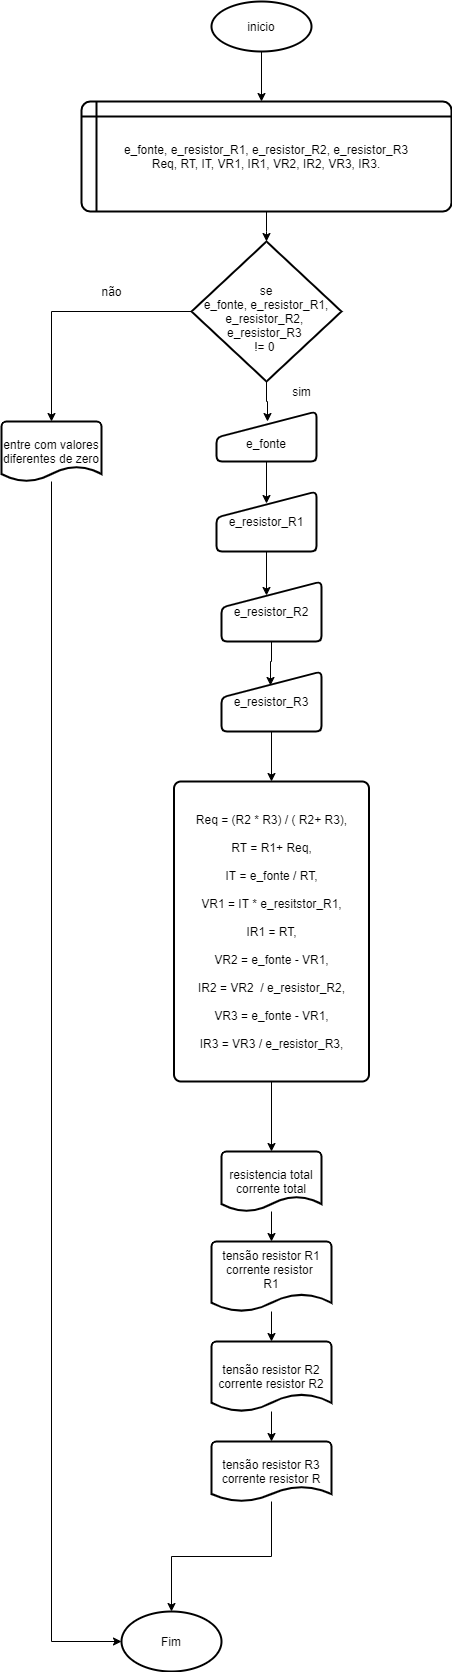 inicio
e_fonte, e_resistor_R1, e_resistor_R2, e_resistor_R3
Req, RT, IT, VR1, IR1, VR2, IR2, VR3, IR3.
se
e_fonte, e_resistor_R1,
e_resistor_R2,
e_resistor_R3
!= 0
não
sim
entre com valores
diferentes de zero
e_fonte
e_resistor_R1
e_resistor_R2
e_resistor_R3
Req = (R2 * R3) / ( R2+ R3),
RT = R1+ Req,
IT = e_fonte / RT,
VR1 = IT * e_resitstor_R1,
IR1 = RT,
VR2 = e_fonte - VR1,
IR2 = VR2  / e_resistor_R2,
VR3 = e_fonte - VR1,
IR3 = VR3 / e_resistor_R3,
resistencia total
corrente total
tensão resistor R1
corrente resistor
R1
tensão resistor R2
corrente resistor R2
tensão resistor R3
corrente resistor R
Fim